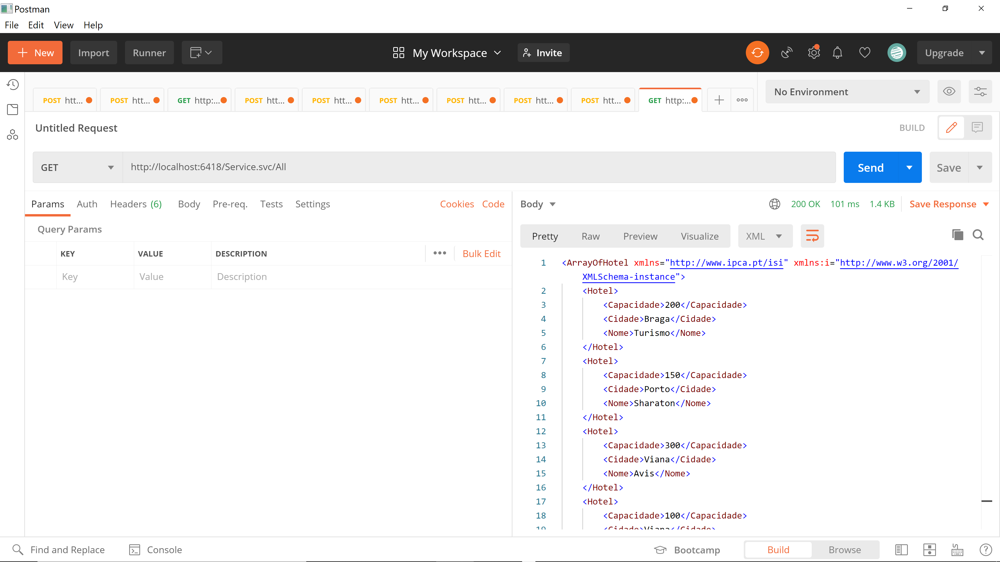 Postman
File Edit View Help
+ New Import Runner My Workspace Invite Upgrade
POST htt... POST htt... GET http:... POST htt... POST htt... POST htt... POST htt... POST htt... POST htt... GET http:... No Environment
Untitled Request BUILD
GET http://localhost:6418/Service.svc/All Send Save
Params Auth Headers (6) Body Pre-req. Tests Settings Cookies Code
Body 200 OK 101 ms 1.4 KB Save Response
Query Params
KEY VALUE DESCRIPTION Bulk Edit
Key Value Description
Pretty Raw Preview Visualize XML
1 <ArrayOfHotel xmlns="http://www.ipca.pt/isi" xmlns:i="http://www.w3.org/2001/
XMLSchema-instance">
2 <Hotel>
3 <Capacidade>200</Capacidade>
4 <Cidade>Braga</Cidade>
5 <Nome>Turismo</Nome>
6 </Hotel>
7 <Hotel>
8 <Capacidade>150</Capacidade>
9 <Cidade>Porto</Cidade>
10 <Nome>Sharaton</Nome>
11 </Hotel>
12 <Hotel>
13 <Capacidade>300</Capacidade>
14 <Cidade>Viana</Cidade>
15 <Nome>Avis</Nome>
16 </Hotel>
17 <Hotel>
18 <Capacidade>100</Capacidade>
19 <Cidade>Viana</Cidade>
Find and Replace Console Bootcamp Build Browse